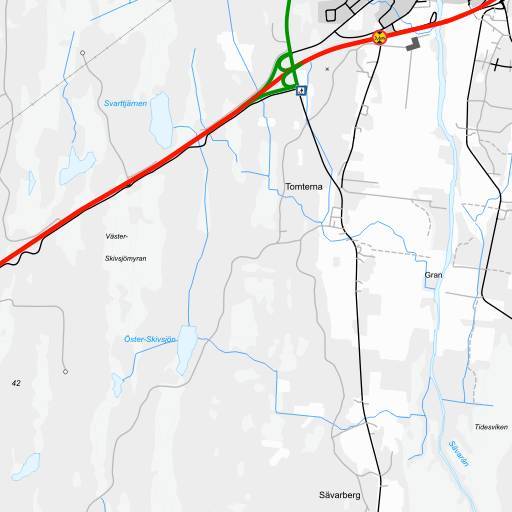 Svarttjärnen
Tomterna
Väster-
Skivsjömyran
Gran
Öster-Skivsjön
42
Tidesviken
Sävarån
Sävarberg